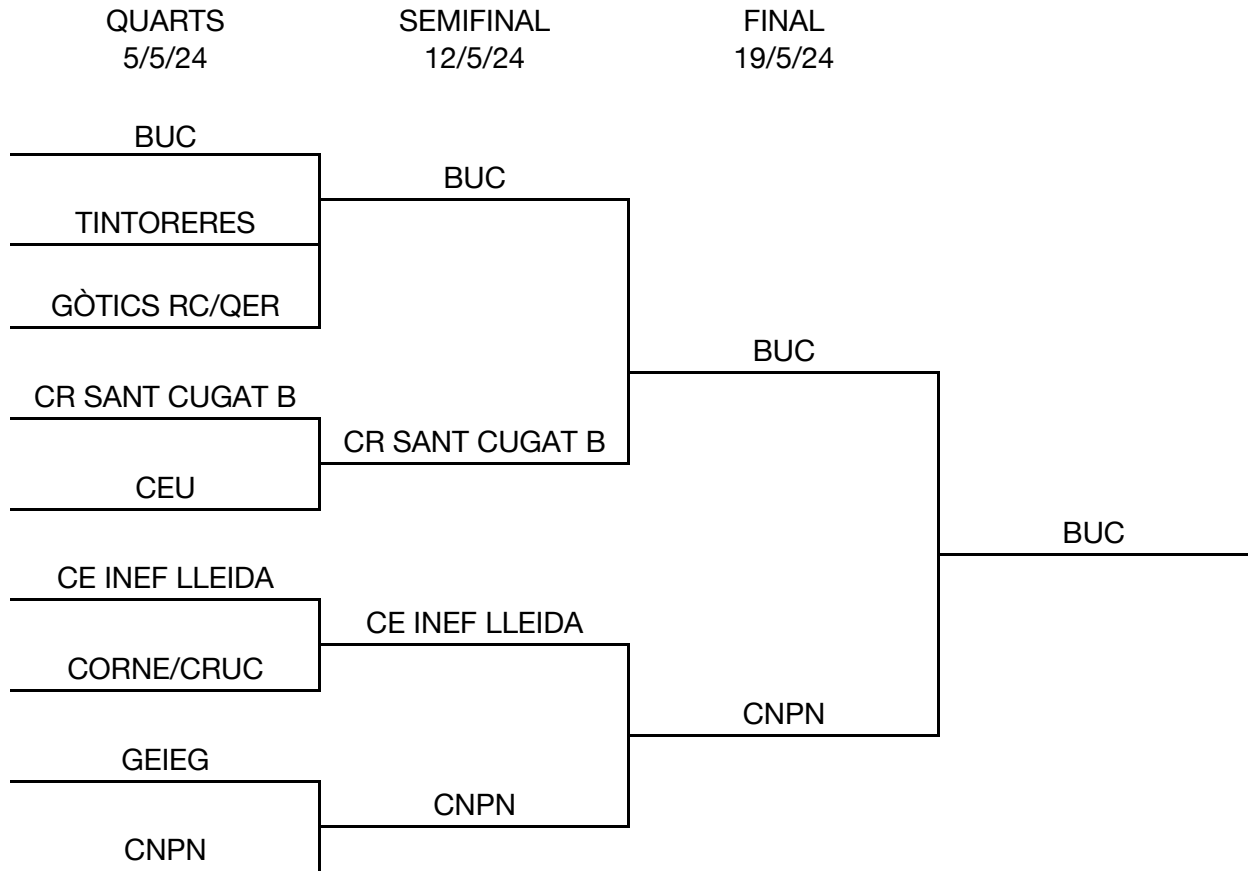 QUARTS
5/5/24
SEMIFINAL
12/5/24
FINAL
19/5/24
BUC
TINTORERES
GÒTICS RC/QER
CR SANT CUGAT B
CEU
CE INEF LLEIDA
CORNE/CRUC
GEIEG
CNPN
BUC
CR SANT CUGAT B
CE INEF LLEIDA
CNPN
BUC
CNPN
BUC